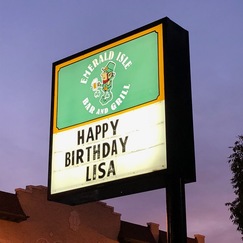 EMERALD ISLE
BAR AND GRILL
HAPPY
BIRTHDAY
LISA